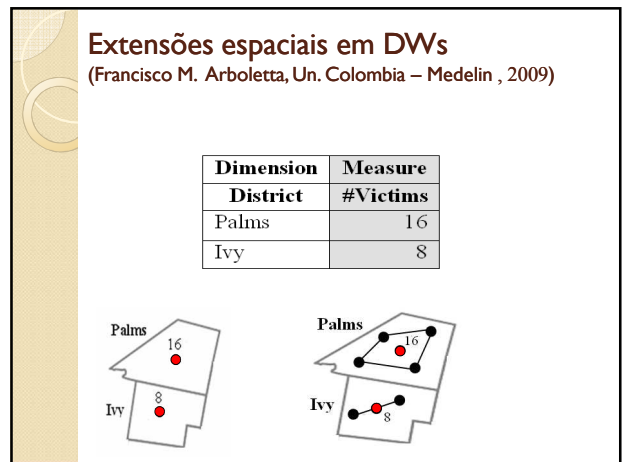 Extensões espaciais em DWs
(Francisco M. Arboletta, Un. Colombia – Medelin , 2009)
Dimension Measure
District #Victims
Palms 16
Ivy 8
Palms
16
Ivy
8
Palms
16
Ivy
8